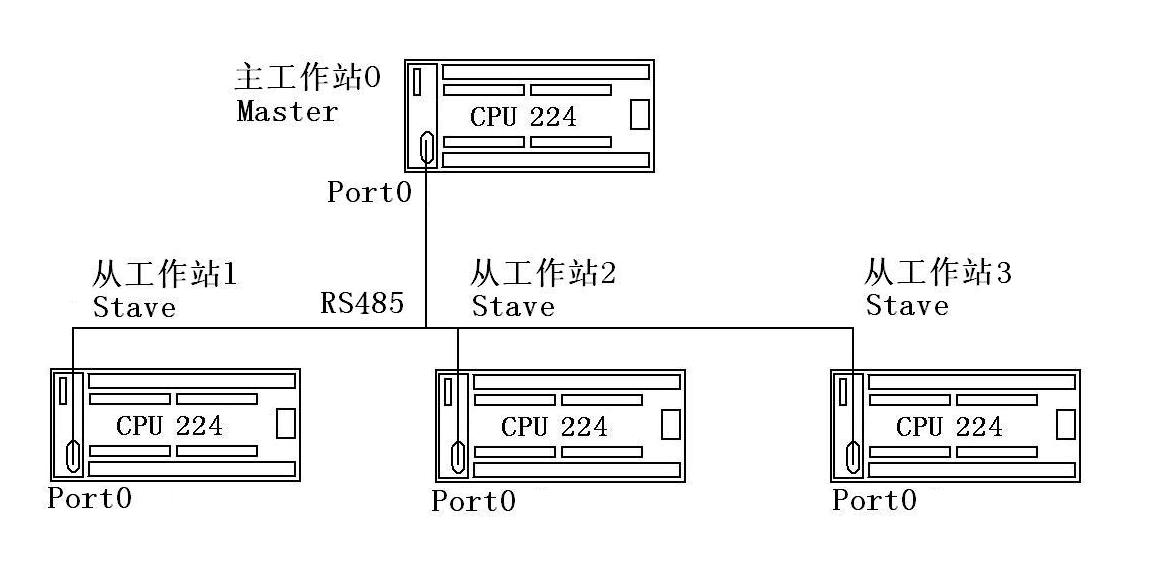 主工作站0
Master
CPU 224
Port0
从工作站1
Stave
RS485
从工作站2
Stave
从工作站3
Stave
CPU 224
CPU 224
CPU 224
Port0
Port0
Port0